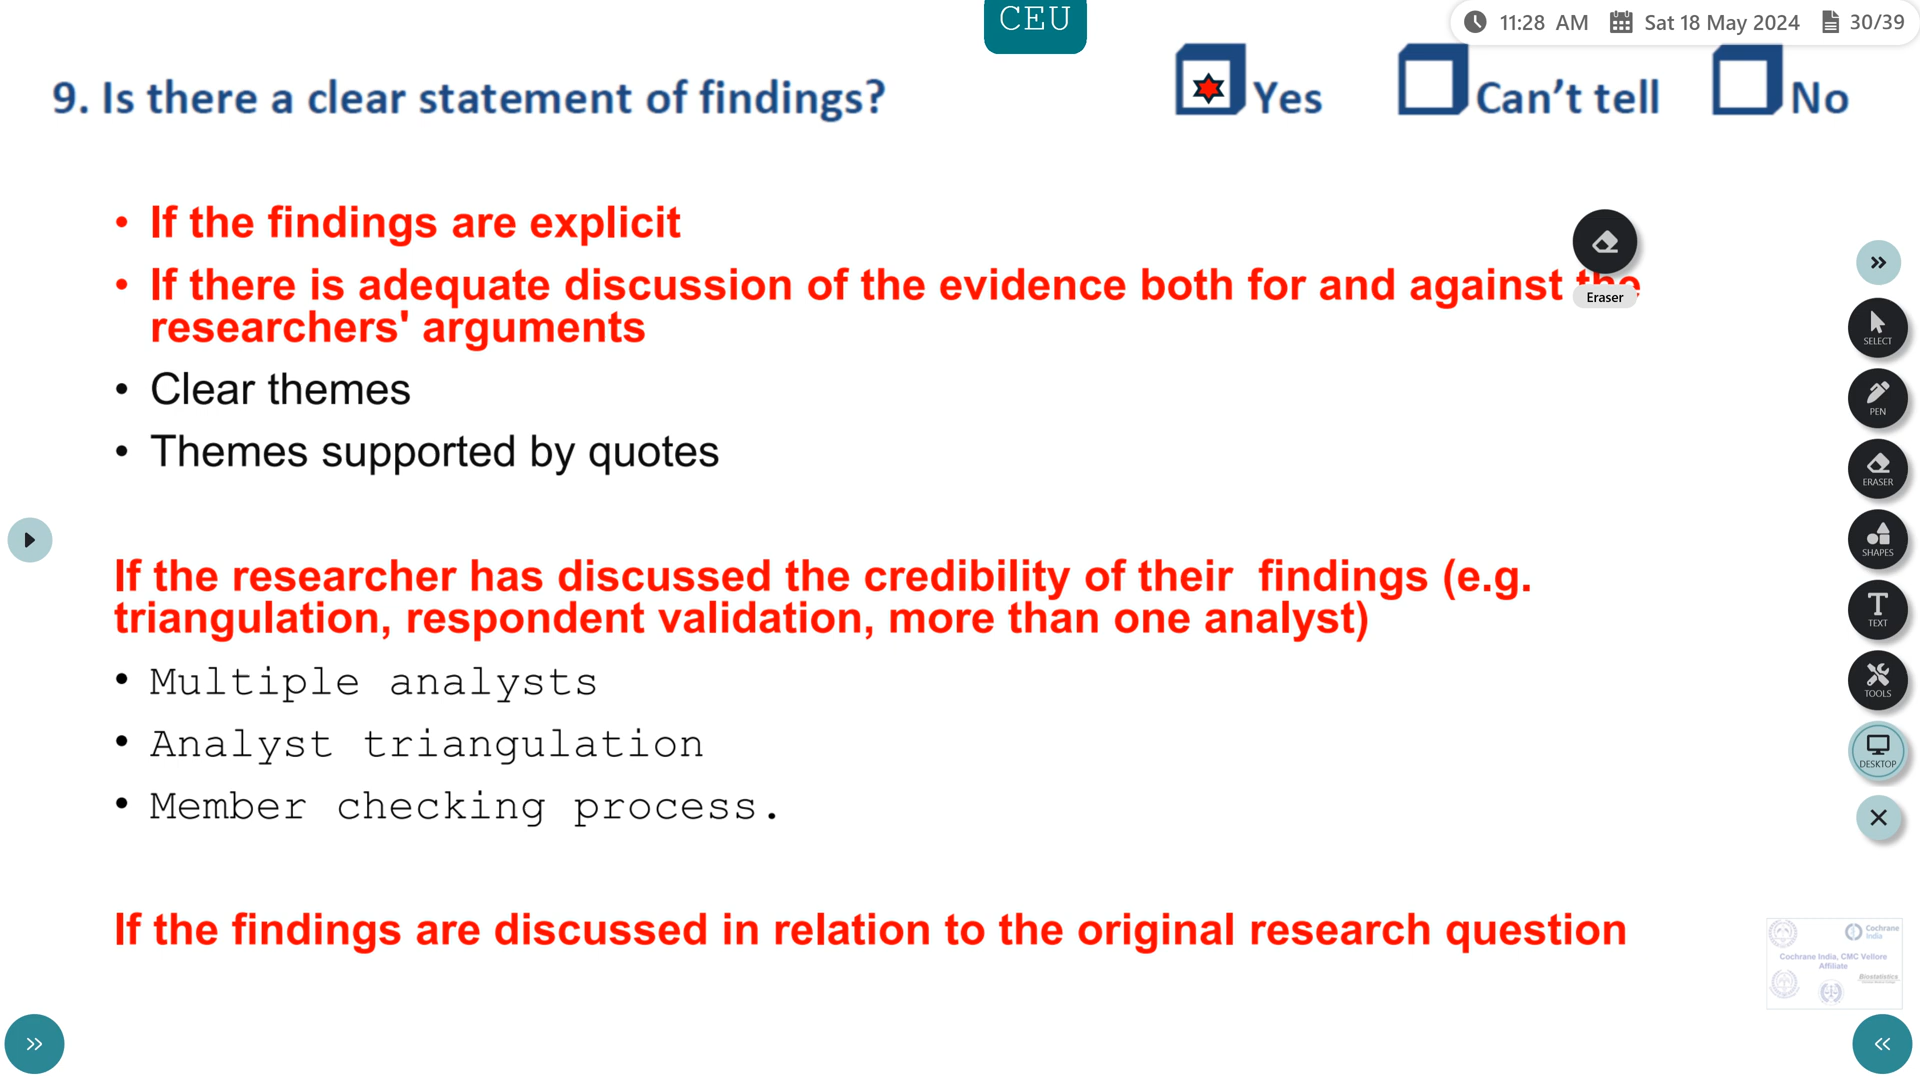 CEU
11:28 AM Sat 18 May 2024 30/39
9. Is there a clear statement of findings? Yes Can't tell No
• If the findings are explicit
• If there is adequate discussion of the evidence both for and against the
researchers' arguments
Eraser
• Clear themes
• Themes supported by quotes
If the researcher has discussed the credibility of their findings (e.g.
triangulation, respondent validation, more than one analyst)
• Multiple analysts
• Analyst triangulation
• Member checking process.
If the findings are discussed in relation to the original research question
SELECT
PEN
ERASER
SHAPES
TEXT
TOOLS
DESKTOP
Cochrane
India
Cochrane India, CMC Vellore
Affiliate
Biostatistics